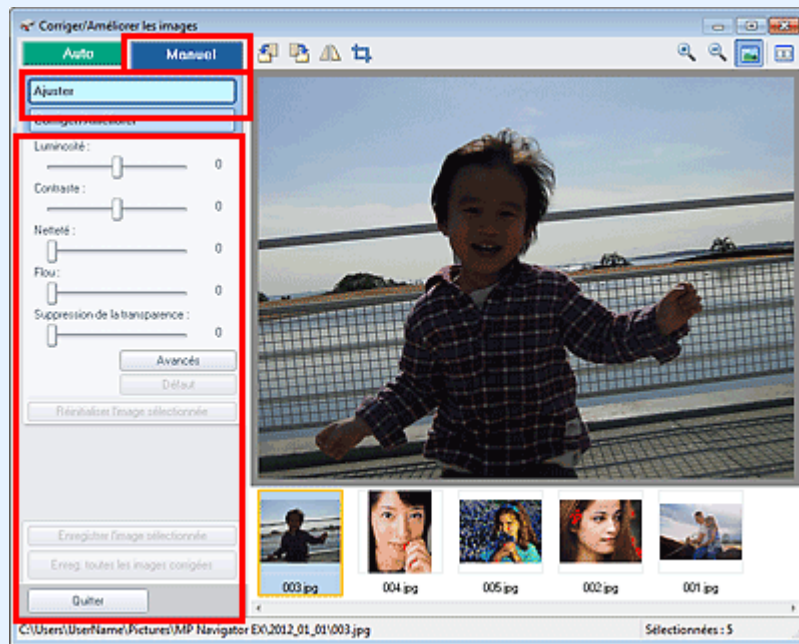 Corriger/Améliorer les images
Auto Manuel
Ajuster
Corriger/Améliorer
Luminosité :
0
Contraste :
0
Netteté :
0
Flou :
0
Suppression de la transparence :
0
Avancés
Défaut
Réinitialiser l'image sélectionnée
Enregistrer l'image sélectionnée
Enreg. toutes les images corrigées
Quitter
003.jpg 004.jpg 005.jpg 002.jpg 001.jpg
C:\Users\UserName\Pictures\MP Navigator EX\2012_01_01\003.jpg Sélectionnées : 5